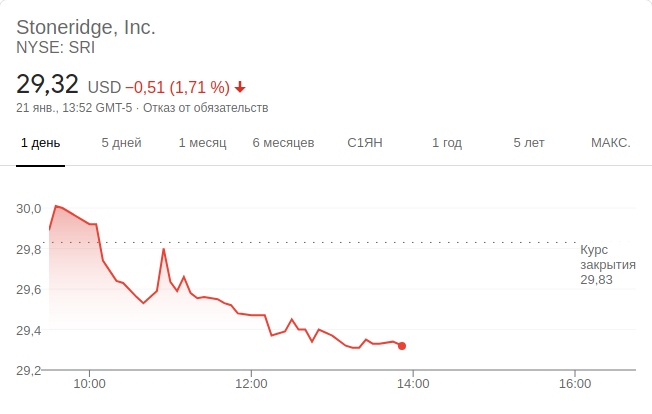 Stoneridge, Inc.
NYSE: SRI
29,32 USD −0,51 (1,71 %)
21 янв., 13:52 GMT-5 · Отказ от обязательств
1 день 5 дней 1 месяц 6 месяцев С1ЯН 1 год 5 лет МАКС.
30,0
29,8
Курс
закрытия
29,83
29,6
29,4
29,2
10:00 12:00 14:00 16:00